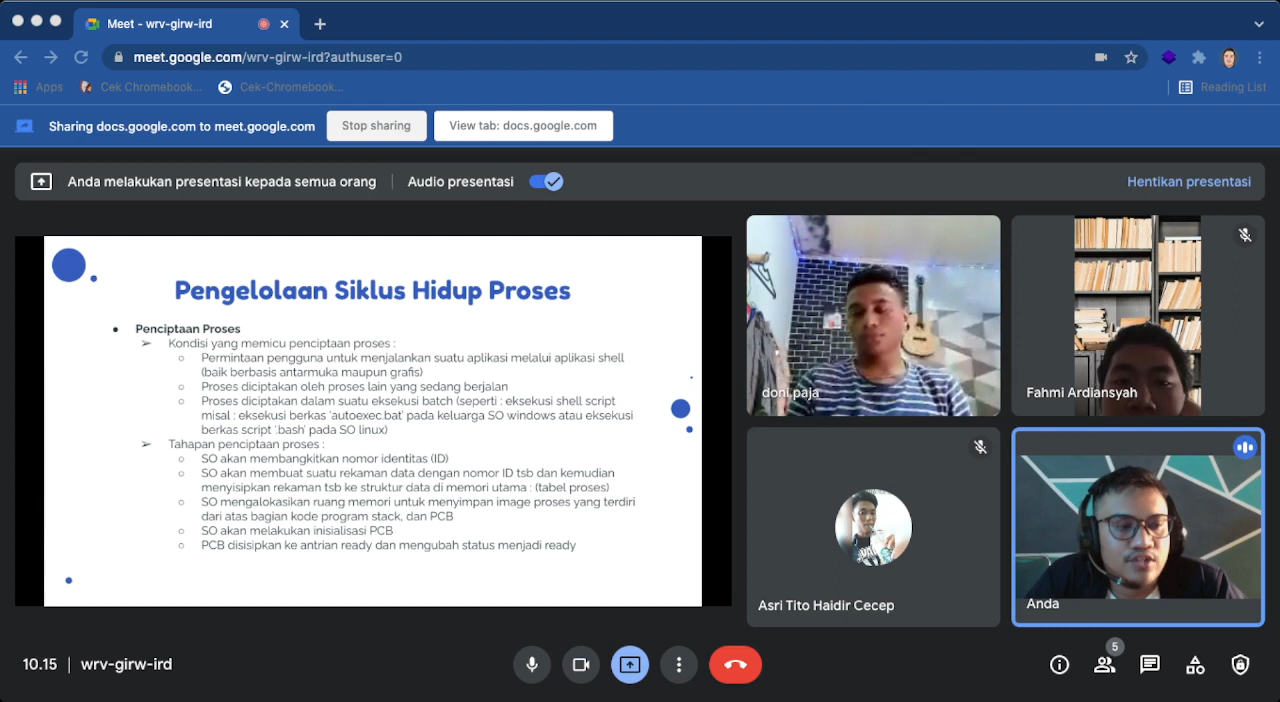 Meet - wrv-girw-ird
meet.google.com/wrv-girw-ird?authuser=0
Apps
Cek Chromebook...
Cek-Chromebook...
Reading List
Sharing docs.google.com to meet.google.com
Stop sharing
View tab: docs.google.com
Anda melakukan presentasi kepada semua orang
Audio presentasi
Hentikan presentasi
Pengelolaan Siklus Hidup Proses
● Penciptaan Proses
➢ Kondisi yang memicu penciptaan proses :
○ Permintaan pengguna untuk menjalankan suatu aplikasi melalui aplikasi shell
(baik berbasis antarmuka maupun grafis)
○ Proses diciptakan oleh proses lain yang sedang berjalan
○ Proses diciptakan dalam suatu eksekusi batch (seperti : eksekusi shell script
misal : eksekusi berkas 'autoexec.bat' pada keluarga SO windows atau eksekusi
berkas script '.bash' pada SO linux)
➢ Tahapan penciptaan proses :
○ SO akan membangkitkan nomor identitas (ID)
○ SO akan membuat suatu rekaman data dengan nomor ID tsb dan kemudian
menyisipkan rekaman tsb ke struktur data di memori utama : (tabel proses)
○ SO mengalokasikan ruang memori untuk menyimpan image proses yang terdiri
dari atas bagian kode program stack, dan PCB
○ SO akan melakukan inisialisasi PCB
○ PCB disisipkan ke antrian ready dan mengubah status menjadi ready
doni paja
Fahmi Ardiansyah
Asri Tito Haidir Cecep
Anda
10.15 | wrv-girw-ird
5